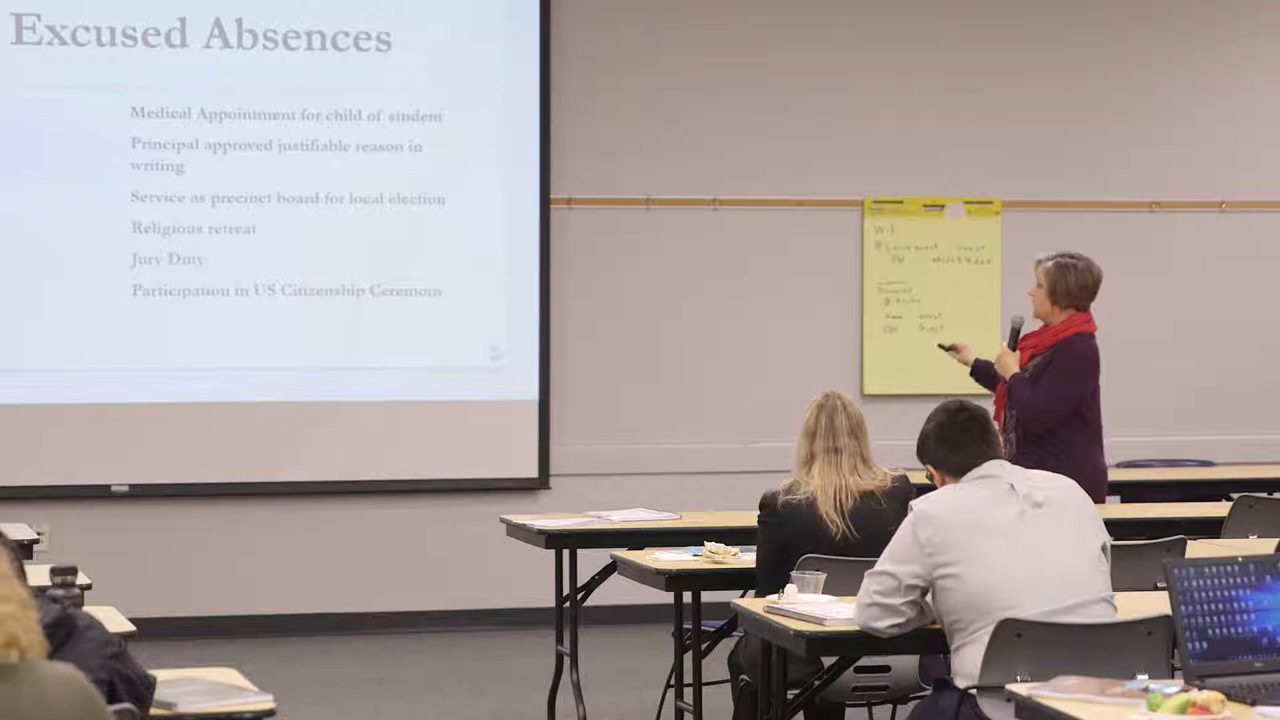 Excused Absences
Medical Appointment for child of student
Principal approved justifiable reason in
writing
Service as precinct board for local election
Religious retreat
Jury Duty
Participation in US Citizenship Ceremony